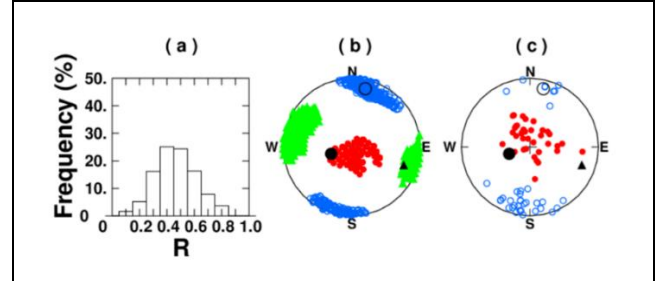 ( a )
( b )
( c )
Frequency (%)
50.
40.
30.
20.
10.
0
0 0.2 0.4 0.6 0.8 1.0
R
N
W
E
S
N
W
E
S